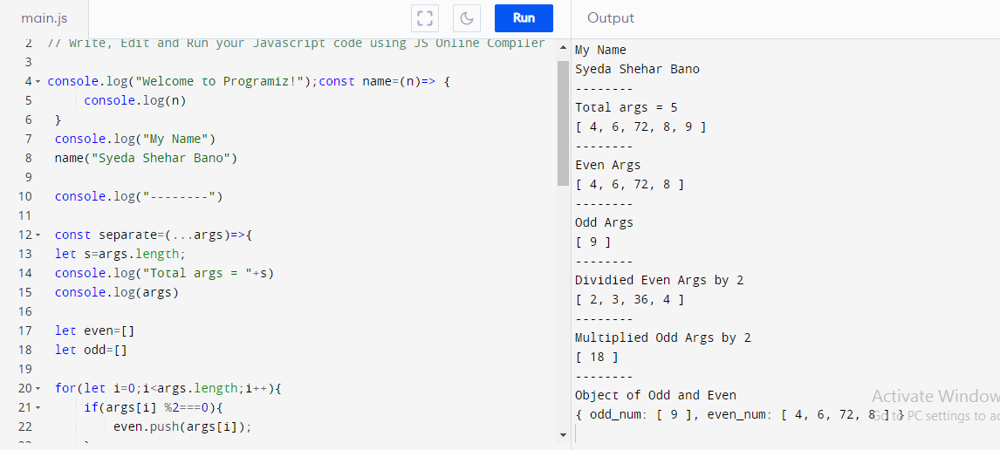 main.js
Run
Output
2 // Write, Edit and Run your Javascript code using JS Online Compiler
3
4 console.log("Welcome to Programiz!");const name=(n)=> {
5 console.log(n)
6 }
7 console.log("My Name")
8 name("Syeda Shehar Bano")
9
10 console.log("--------")
11
12 const separate=(...args)=>{
13 let s=args.length;
14 console.log("Total args = "+s)
15 console.log(args)
16
17 let even=[]
18 let odd=[]
19
20 for(let i=0;i<args.length;i++){
21 if(args[i] %2===0){
22 even.push(args[i]);
My Name
Syeda Shehar Bano
--------
Total args = 5
[ 4, 6, 72, 8, 9 ]
--------
Even Args
[ 4, 6, 72, 8 ]
--------
Odd Args
[ 9 ]
--------
Dividied Even Args by 2
[ 2, 3, 36, 4 ]
--------
Multiplied Odd Args by 2
[ 18 ]
--------
Object of Odd and Even
{ odd_num: [ 9 ], even_num: [ 4, 6, 72, 8 ] }
Activate Window
Go to PC settings to ac